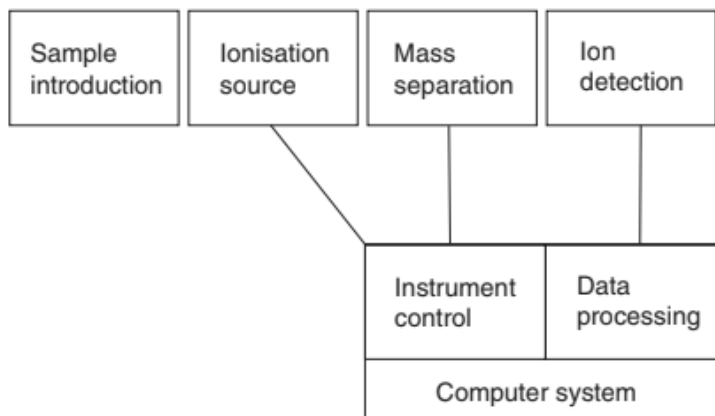 Sample
introduction
Ionisation
source
Mass
separation
Ion
detection
Instrument
control
Data
processing
Computer system